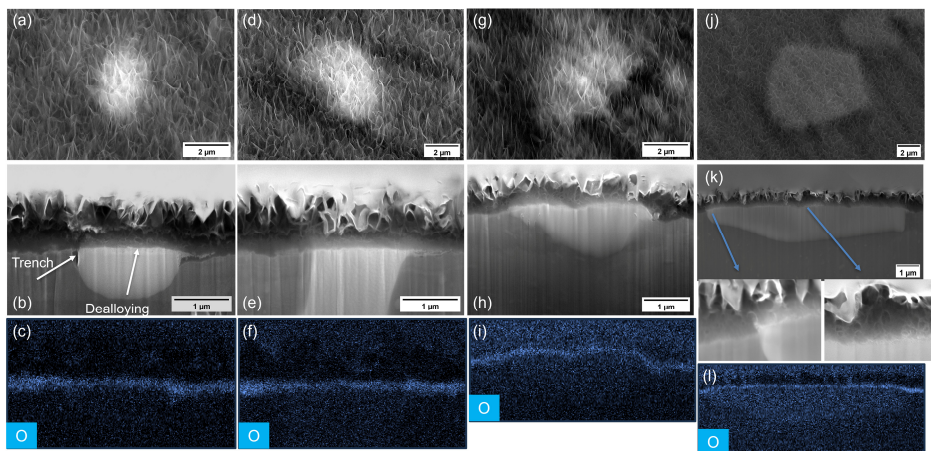 (a)
(d)
(g)
(j)
2 μm
2 μm
2 μm
2 μm
(k)
Trench
Dealloying
1 μm
1 μm
1 μm
1 μm
(b)
(e)
(h)
(c)
(f)
(i)
(l)
O
O
O
O